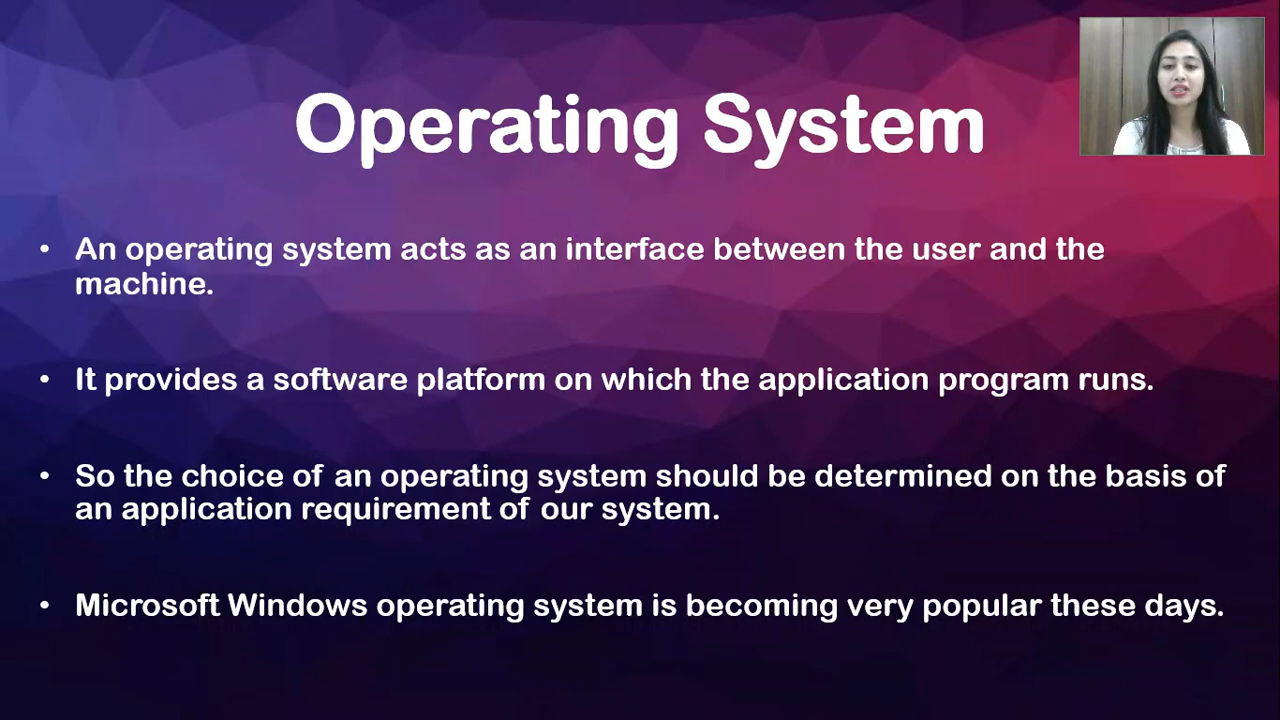 Operating System
• An operating system acts as an interface between the user and the
machine.
• It provides a software platform on which the application program runs.
• So the choice of an operating system should be determined on the basis of
an application requirement of our system.
• Microsoft Windows operating system is becoming very popular these days.